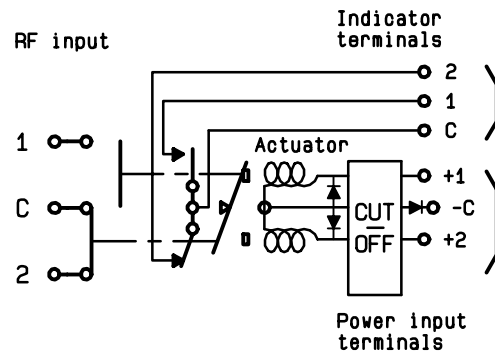 RF input
Indicator
terminals
2
1
C
Actuator
1
C
2
+1
-C
+2
CUT
OFF
Power input
terminals